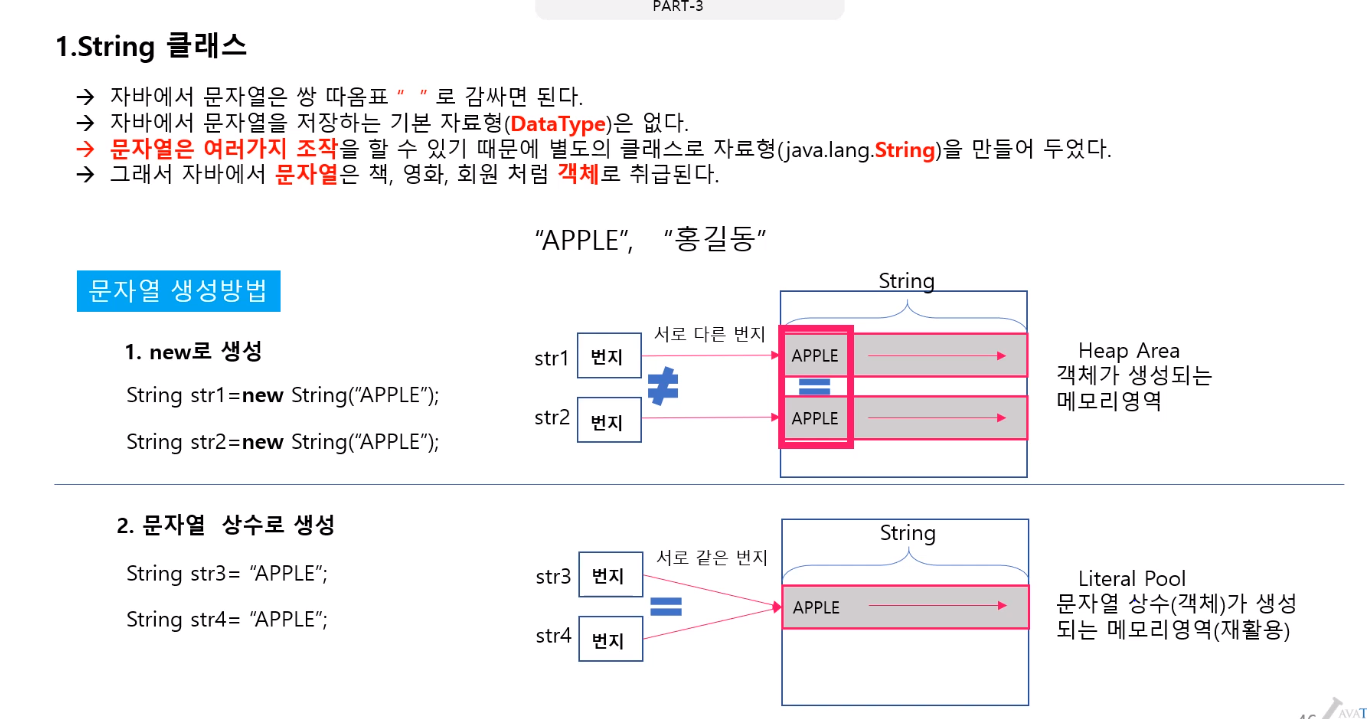 PART-3
1.String 클래스
→ 자바에서 문자열은 쌍 따옴표 “ ” 로 감싸면 된다.
→ 자바에서 문자열을 저장하는 기본 자료형(DataType)은 없다.
→ 문자열은 여러가지 조작을 할 수 있기 때문에 별도의 클래스로 자료형(java.lang.String)을 만들어 두었다.
→ 그래서 자바에서 문자열은 책, 영화, 회원 처럼 객체로 취급된다.
“APPLE”, “홍길동”
문자열 생성방법
1. new로 생성
String str1=new String(“APPLE”);
String str2=new String(“APPLE”);
String
서로 다른 번지
str1 번지
≠
str2 번지
APPLE
=
APPLE
Heap Area
객체가 생성되는
메모리영역
2. 문자열 상수로 생성
String str3= “APPLE”;
String str4= “APPLE”;
String
서로 같은 번지
str3 번지
=
str4 번지
APPLE
Literal Pool
문자열 상수(객체)가 생성
되는 메모리영역(재활용)